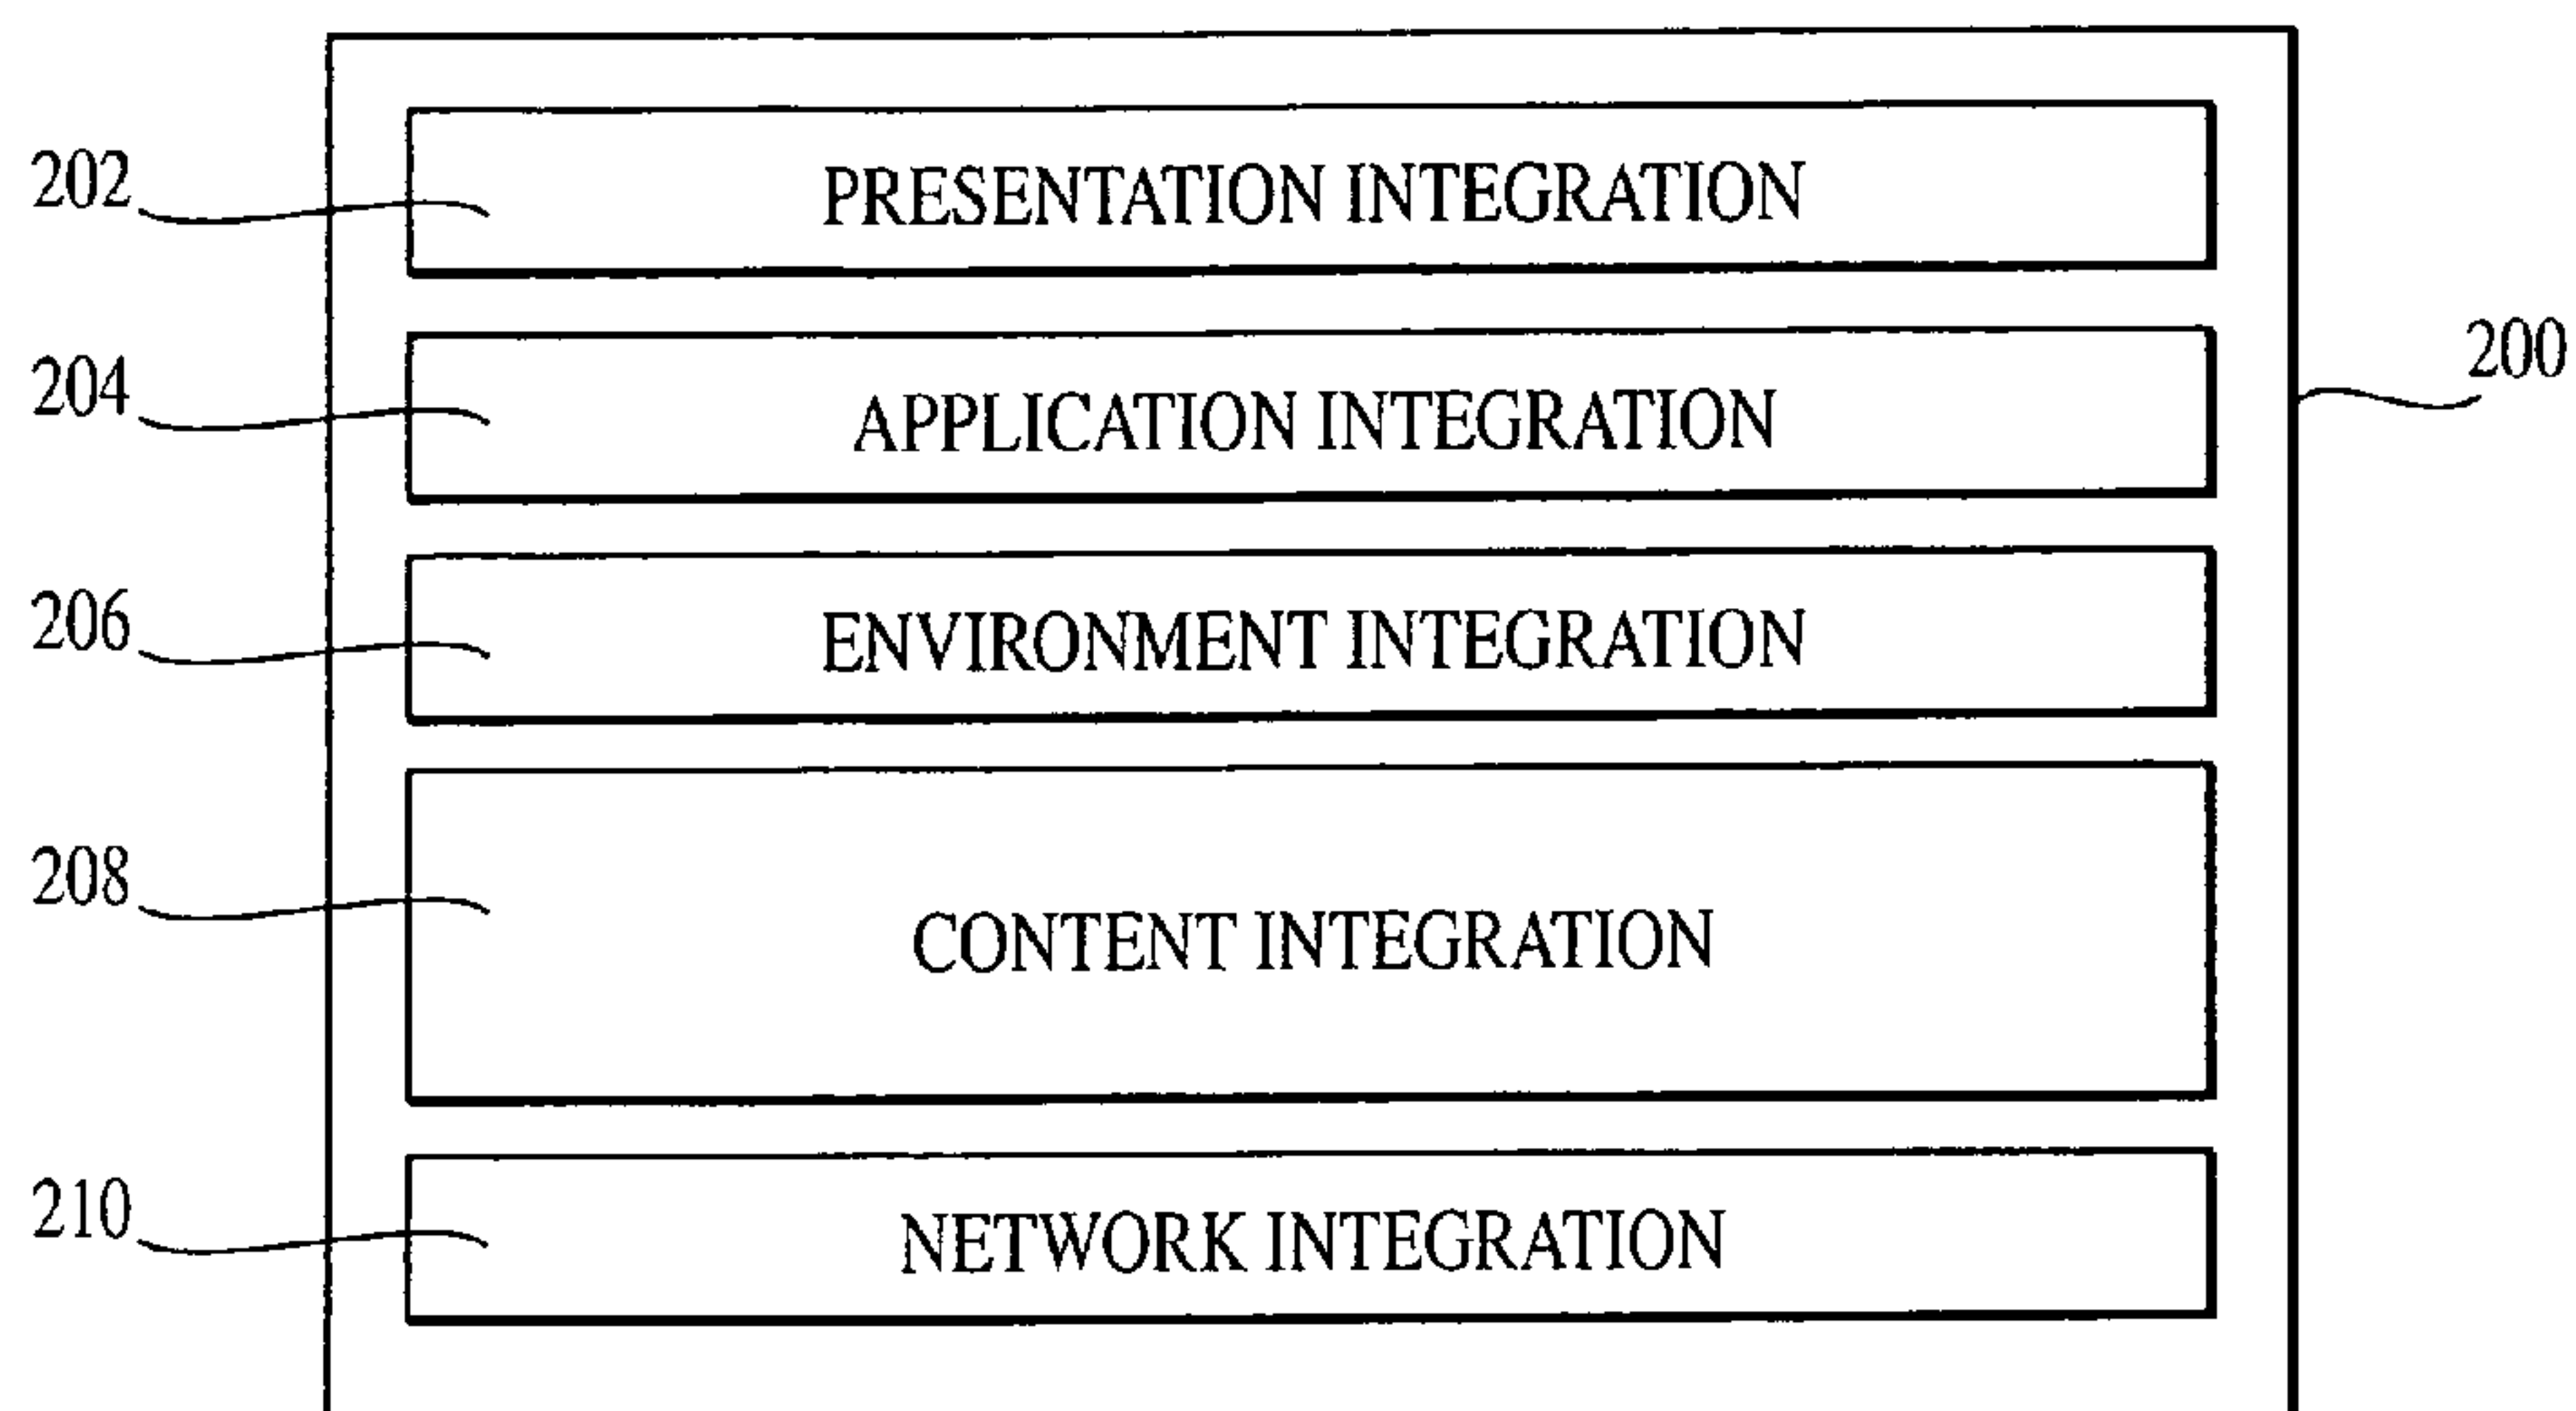 202
PRESENTATION INTEGRATION
200
204
APPLICATION INTEGRATION
206
ENVIRONMENT INTEGRATION
208
CONTENT INTEGRATION
210
NETWORK INTEGRATION